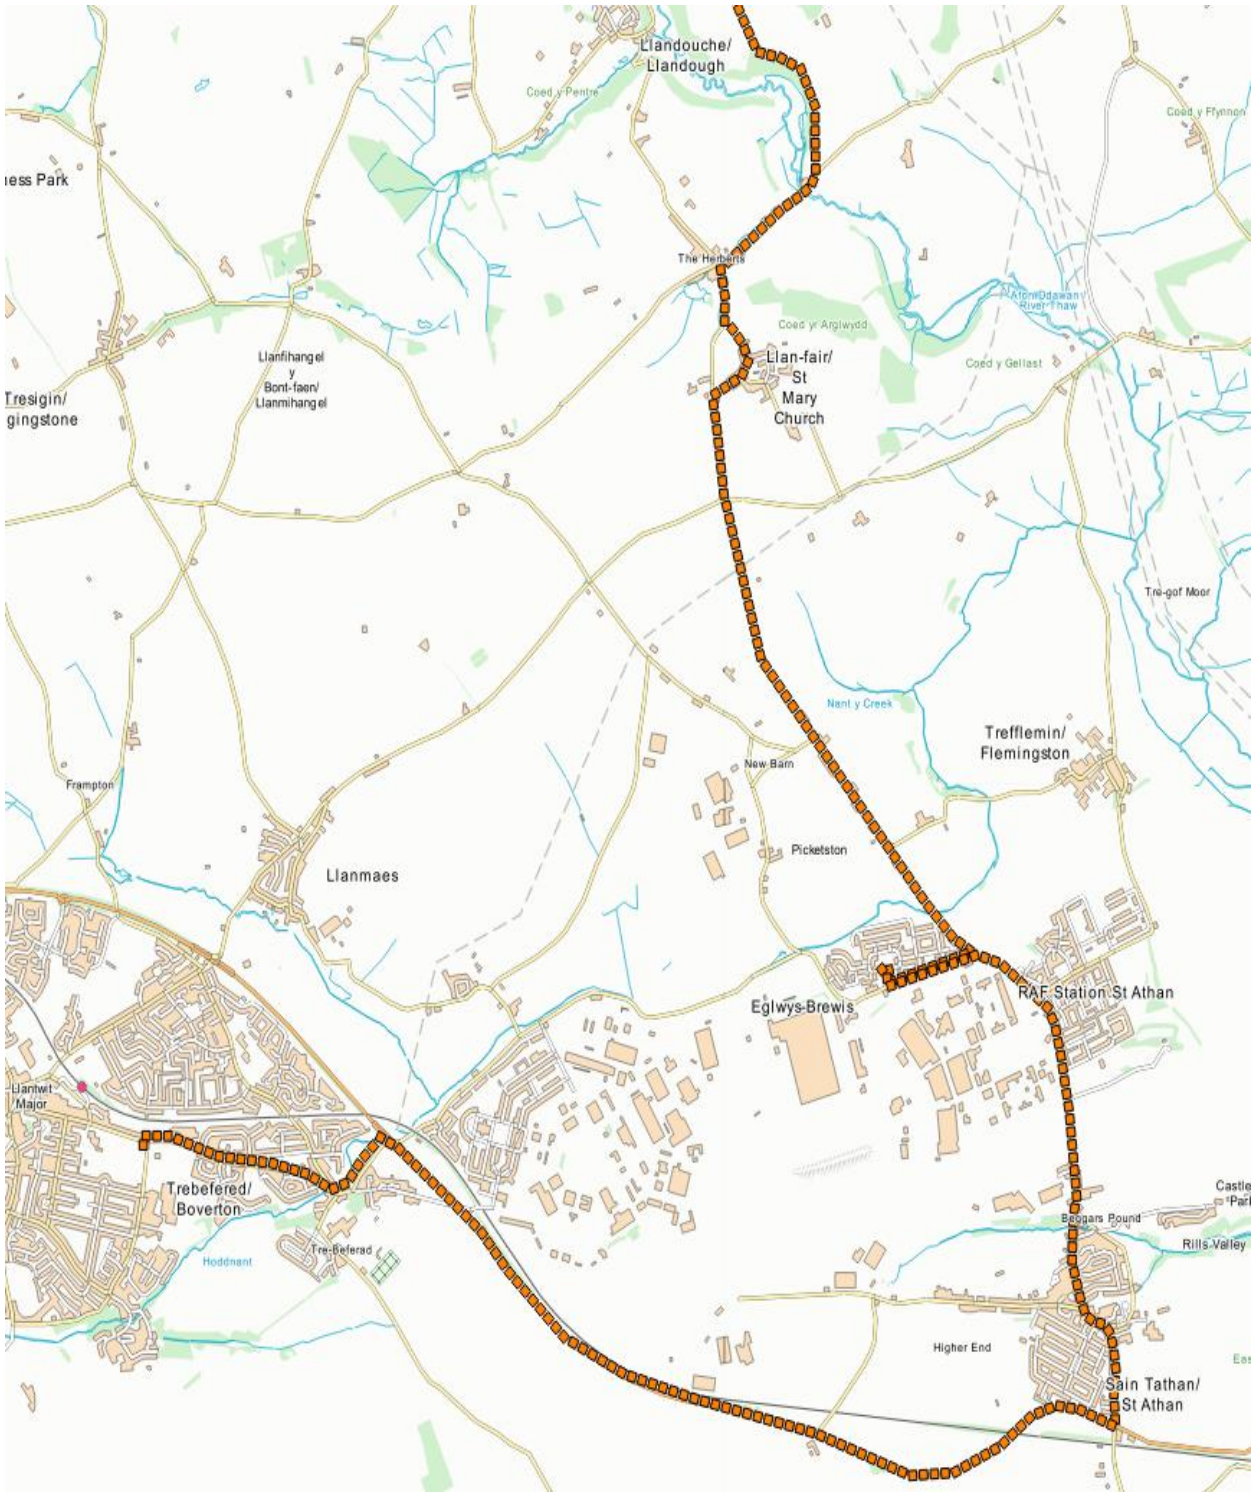 Llandouche/
Llandough
Coed y Pentre
Coed y Ffynnon
ess Park
The Herberts
Afon Ddawan/
River Thaw
Coed yr Arglwydd
Llan-fair/
St
Mary
Church
Coed y Gellast
Llanfihangel
y
Bont-faen/
Llanmihangel
Tresigin/
gingstone
Tre-gof Moor
Nant y Creek
Trefflemin/
Flemingston
New Barn
Frampton
Picketston
Llanmaes
RAF Station St Athan
Eglwys-Brewis
Llantwit
Major
Trebefered/
Boverton
Castle
Beggars Pound
Rills Valley
Tre-Beferad
Hoddnant
Higher End
Eas
Sain Tathan/
St Athan